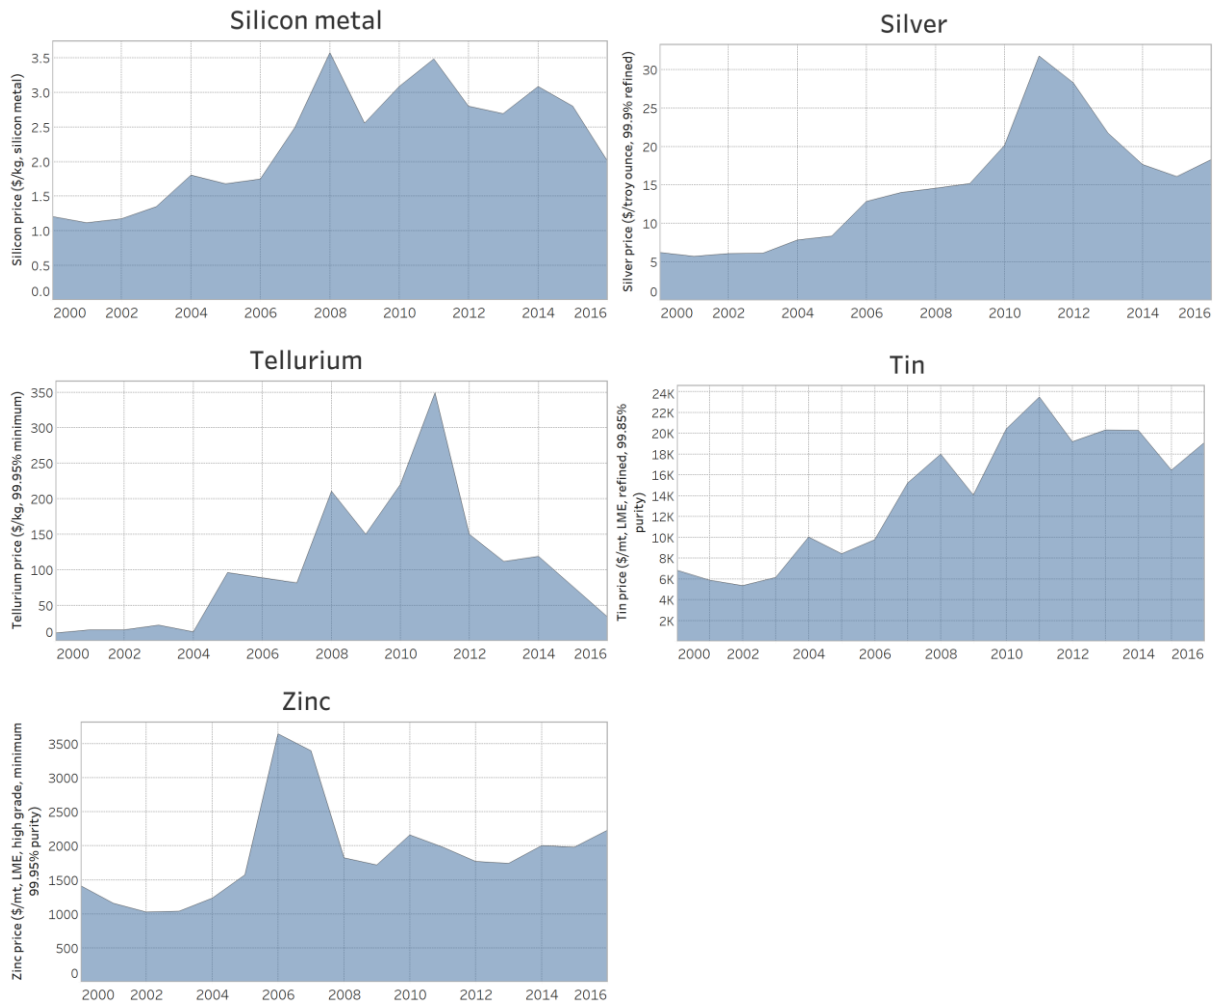 Silicon metal
Silicon price ($/kg, silicon metal)
3.5
3.0
2.5
2.0
1.5
1.0
0.5
0.0
2000 2002 2004 2006 2008 2010 2012 2014 2016
Silver
Silver price ($/troy ounce, 99.9% refined)
30
25
20
15
10
5
0
2000 2002 2004 2006 2008 2010 2012 2014 2016
Tellurium
Tellurium price ($/kg, 99.95% minimum)
350
300
250
200
150
100
50
0
2000 2002 2004 2006 2008 2010 2012 2014 2016
Tin
Tin price ($/mt, LME, refined, 99.85%
purity)
24K
22K
20K
18K
16K
14K
12K
10K
8K
6K
4K
2K
2000 2002 2004 2006 2008 2010 2012 2014 2016
Zinc
Zinc price ($/mt, LME, high grade, minimum
99.95% purity)
3500
3000
2500
2000
1500
1000
500
0
2000 2002 2004 2006 2008 2010 2012 2014 2016